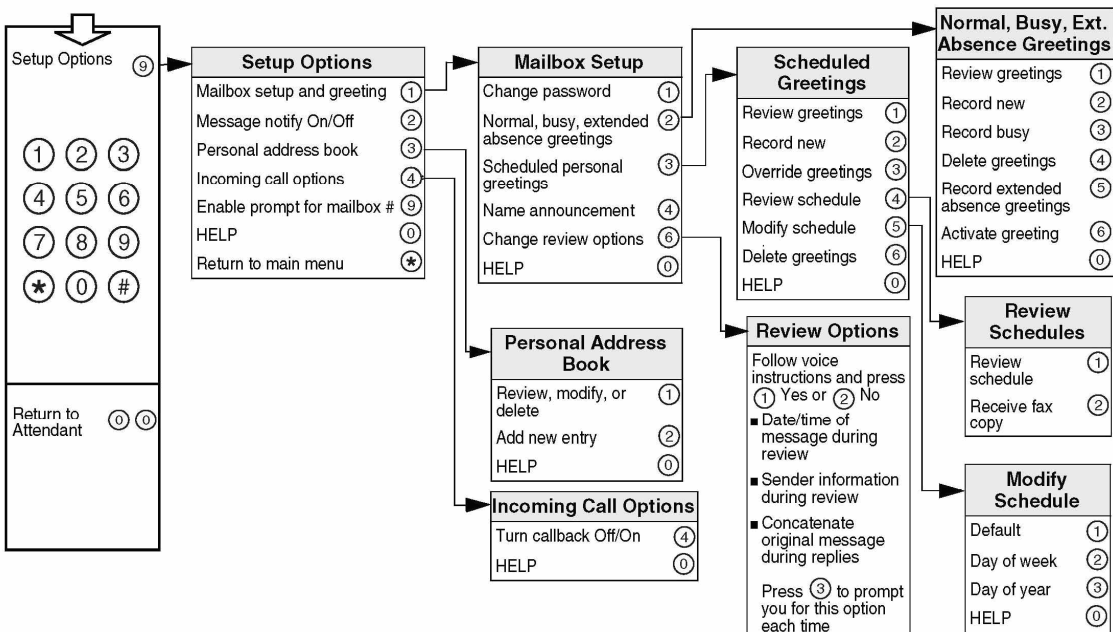 Setup Options 9
1 2 3
4 5 6
7 8 9
* 0 #
Return to
Attendant 0 0
Setup Options
Mailbox setup and greeting 1
Message notify On/Off 2
Personal address book 3
Incoming call options 4
Enable prompt for mailbox # 9
HELP 0
Return to main menu *
Mailbox Setup
Change password 1
Normal, busy, extended 2
absence greetings
Scheduled personal 3
greetings
Name announcement 4
Change review options 6
HELP 0
Personal Address
Book
Review, modify, or 1
delete
Add new entry 2
HELP 0
Incoming Call Options
Turn callback Off/On 4
HELP 0
Scheduled
Greetings
Review greetings 1
Record new 2
Override greetings 3
Review schedule 4
Modify schedule 5
Delete greetings 6
HELP 0
Review Options
Follow voice
instructions and press
1 Yes or 2 No
■ Date/time of
message during
review
■ Sender information
during review
■ Concatenate
original message
during replies
Press 3 to prompt
you for this option
each time
Normal, Busy, Ext.
Absence Greetings
Review greetings 1
Record new 2
Record busy 3
Delete greetings 4
Record extended 5
absence greetings
Activate greeting 6
HELP 0
Review
Schedules
Review 1
schedule
Receive fax 2
copy
Modify
Schedule
Default 1
Day of week 2
Day of year 3
HELP 0